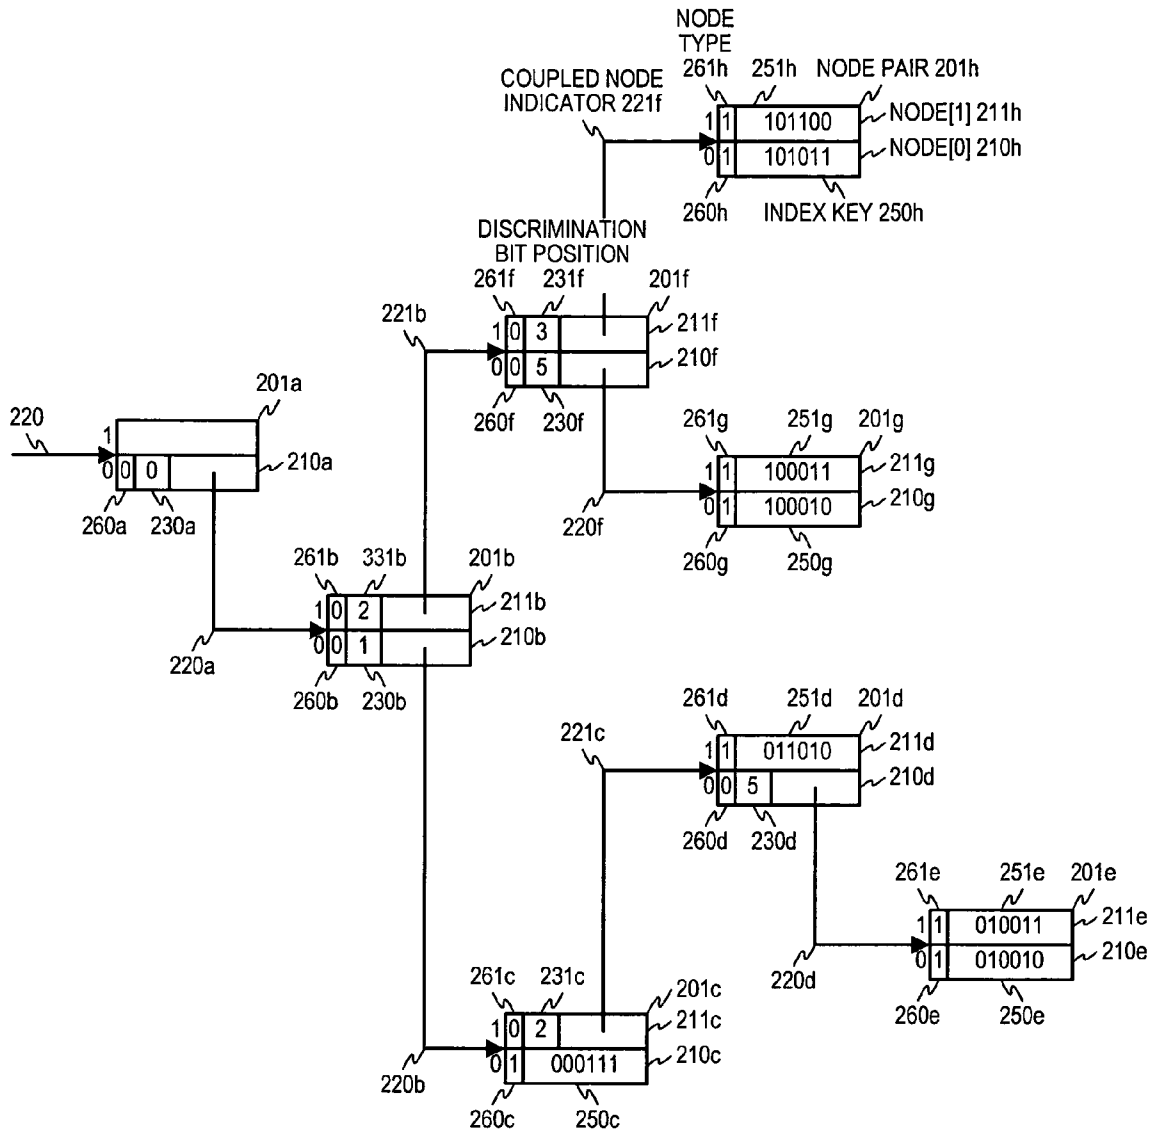 NODE
TYPE
COUPLED NODE
INDICATOR 221f
261h 251h NODE PAIR 201h
1 1 101100 NODE[1] 211h
0 1 101011 NODE[0] 210h
260h INDEX KEY 250h
DISCRIMINATION
BIT POSITION
261f 231f 201f
221b
1 0 3 211f
0 0 5 210f
260f 230f
201a
220
1
0 0 0 210a
260a 230a
261g 251g 201g
1 1 100011 211g
0 1 100010 210g
220f
260g 250g
261b 331b 201b
1 0 2 211b
0 0 1 210b
220a
260b 230b
261d 251d 201d
221c
1 1 011010 211d
0 0 5 210d
260d 230d
261e 251e 201e
1 1 010011 211e
0 1 010010 210e
220d
260e 250e
261c 231c 201c
1 0 2 211c
0 1 000111 210c
220b
260c 250c